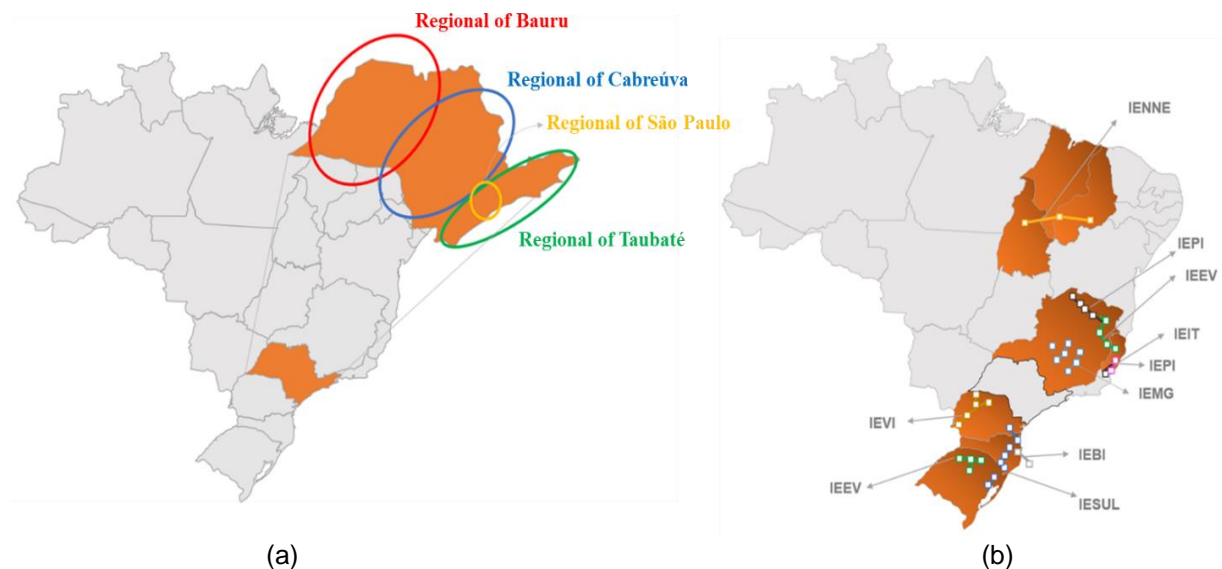 Regional of Bauru
Regional of Cabreúva
Regional of São Paulo
Regional of Taubaté
(a)
IENNE
IEPI
IEEV
IEIT
IEPI
IEMG
IEVI
IEBI
IEEV
IESUL
(b)